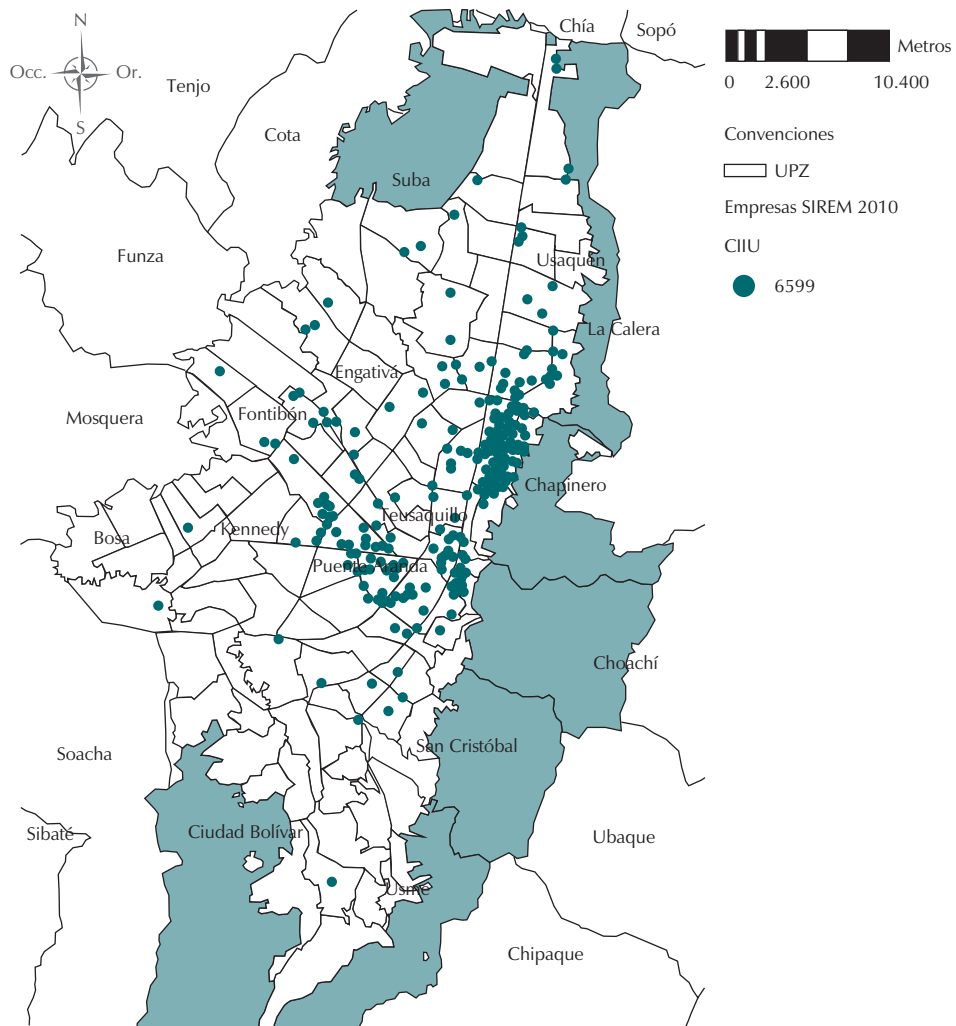 N
Occ.
Or.
S
Chía
Sopó
Tenjo
Cota
Suba
Funza
Usaquén
La Calera
Engativá
Mosquera
Fontibón
Chapinero
Teusaquillo
Kennedy
Bosa
Puente Aranda
Choachí
San Cristóbal
Soacha
Ciudad Bolívar
Sibaté
Ubaque
Usme
Chipaque
Metros
0 2.600 10.400
Convenciones
UPZ
Empresas SIREM 2010
CIIU
6599